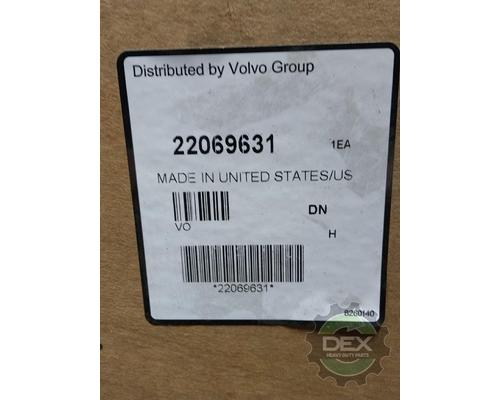 Distributed by Volvo Group
22069631 1EA
MADE IN UNITED STATES/US
DN
VO
H
*22069631*
8260140
DEX
HEAVY DUTY PARTS